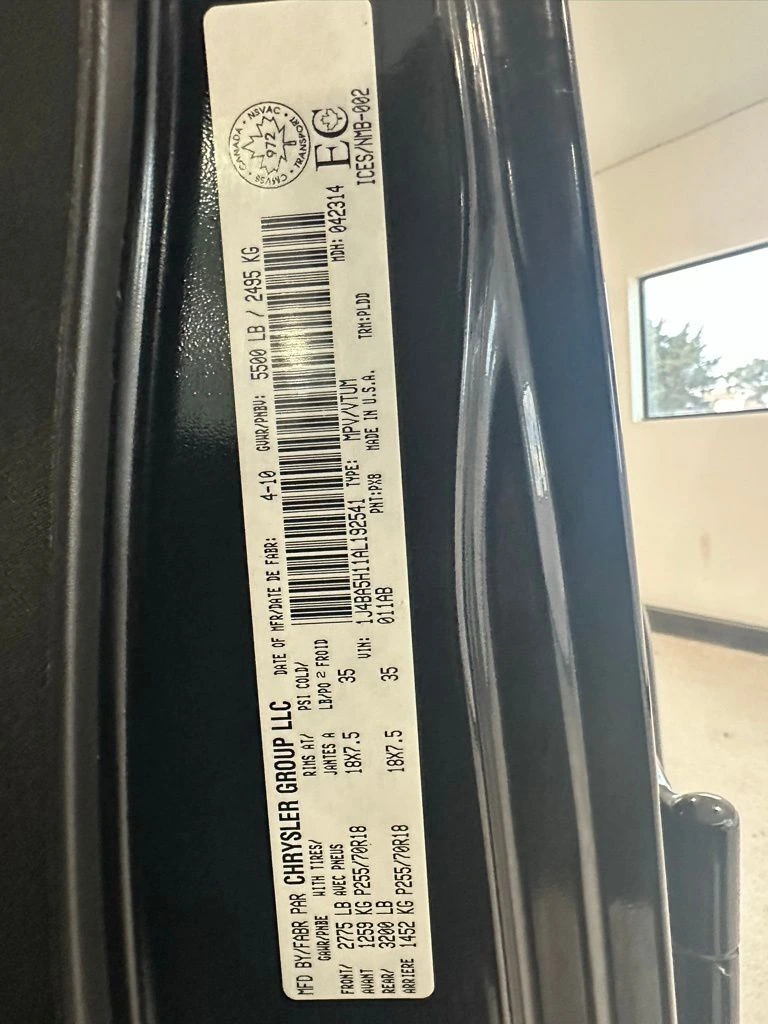 MFD BY/FABR PAR CHRYSLER GROUP LLC DATE OF MFR/DATE DE FABR: 4-10 GVWR/PNBV: 5500 LB / 2495 KG
GAWR/PNBE WITH TIRES/ RIMS AT/ PSI COLD/
FRONT/ 2775 LB AVEC PNEUS JANTES A LB/PO 2 FROID
AVANT 1259 KG P255/70R18 18X7.5 35 VIN: 1J4BA5H11AL192541 TYPE: MPV/VTUM MDH: 042314
REAR/ 3200 LB 011AB PNT:PXB MADE IN U.S.A. TRM:PLDD
ARRIERE 1452 KG P255/70R18 18X7.5 35
CANADA • NSVAC • TRANSPORT • CMVSS •
972
EC
ICES/NMB-002